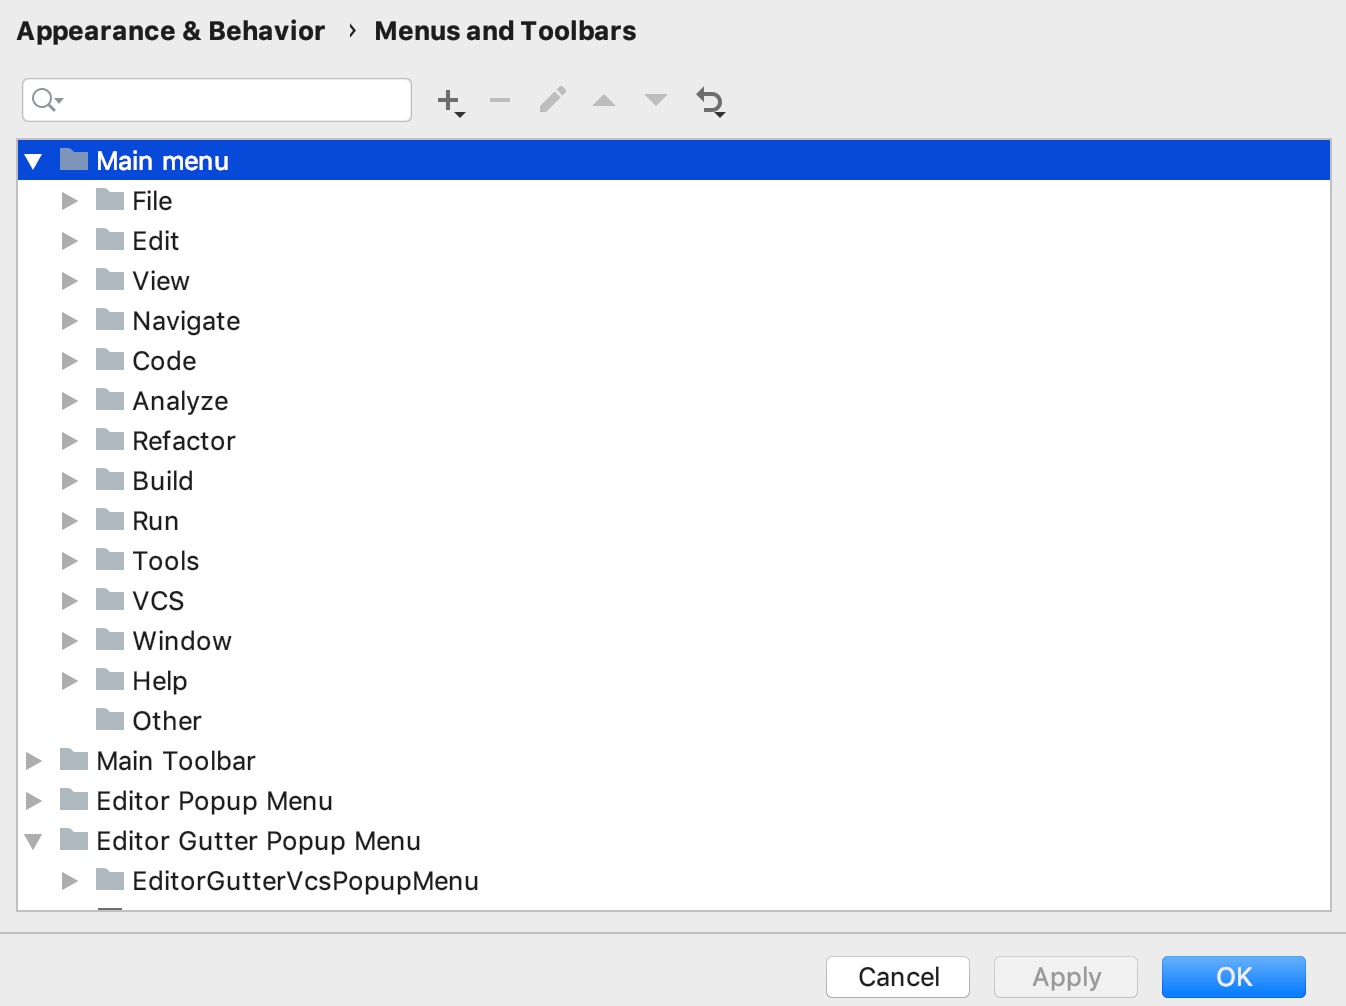 Appearance & Behavior › Menus and Toolbars
Main menu
File
Edit
View
Navigate
Code
Analyze
Refactor
Build
Run
Tools
VCS
Window
Help
Other
Main Toolbar
Editor Popup Menu
Editor Gutter Popup Menu
EditorGutterVcsPopupMenu
Cancel Apply OK